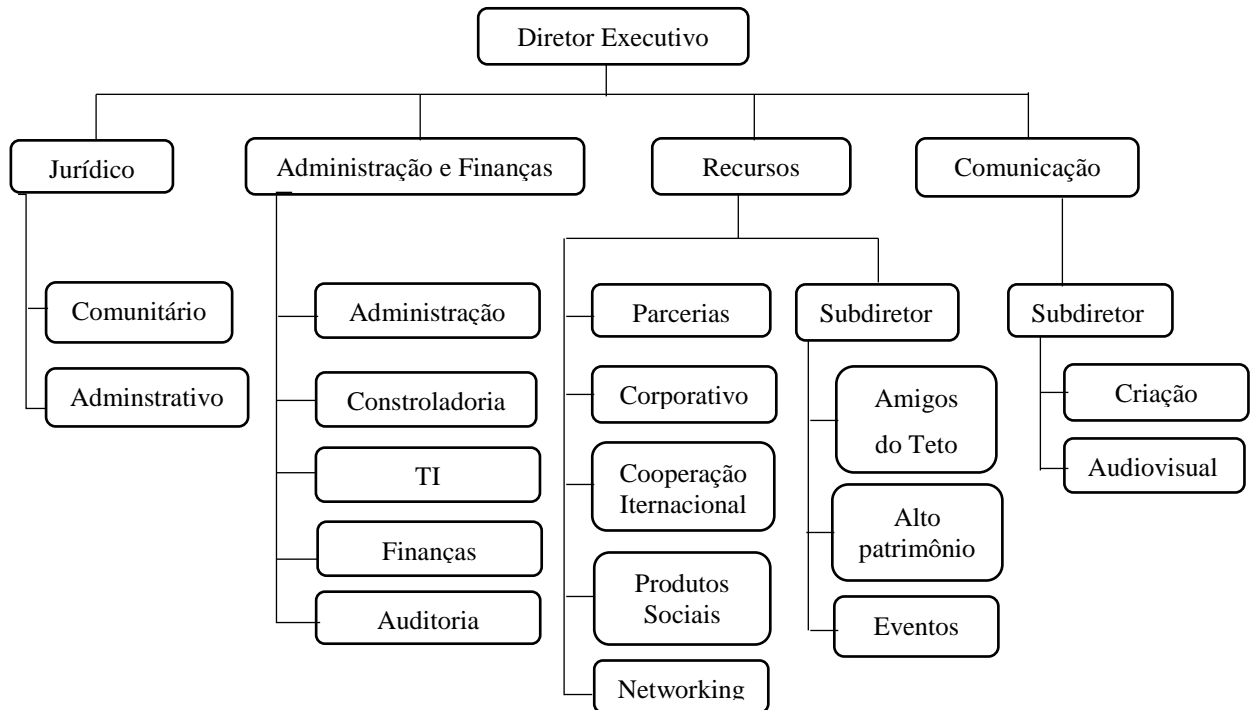 Diretor Executivo
Jurídico
Administração e Finanças
Recursos
Comunicação
Comunitário
Adminstrativo
Administração
Constroladoria
TI
Finanças
Auditoria
Parcerias
Corporativo
Cooperação
Iternacional
Produtos
Sociais
Networking
Subdiretor
Amigos
do Teto
Alto
patrimônio
Eventos
Subdiretor
Criação
Audiovisual